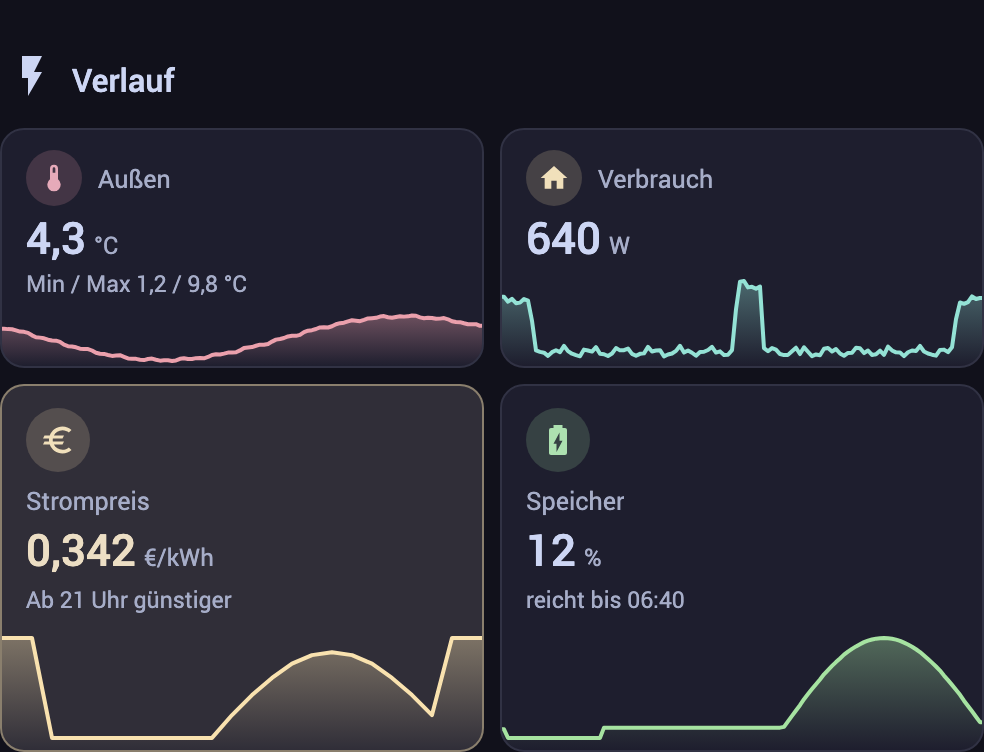 Verlauf
Außen
4,3 °C
Min / Max 1,2 / 9,8 °C
Verbrauch
640 W
Strompreis
0,342 €/kWh
Ab 21 Uhr günstiger
Speicher
12 %
reicht bis 06:40